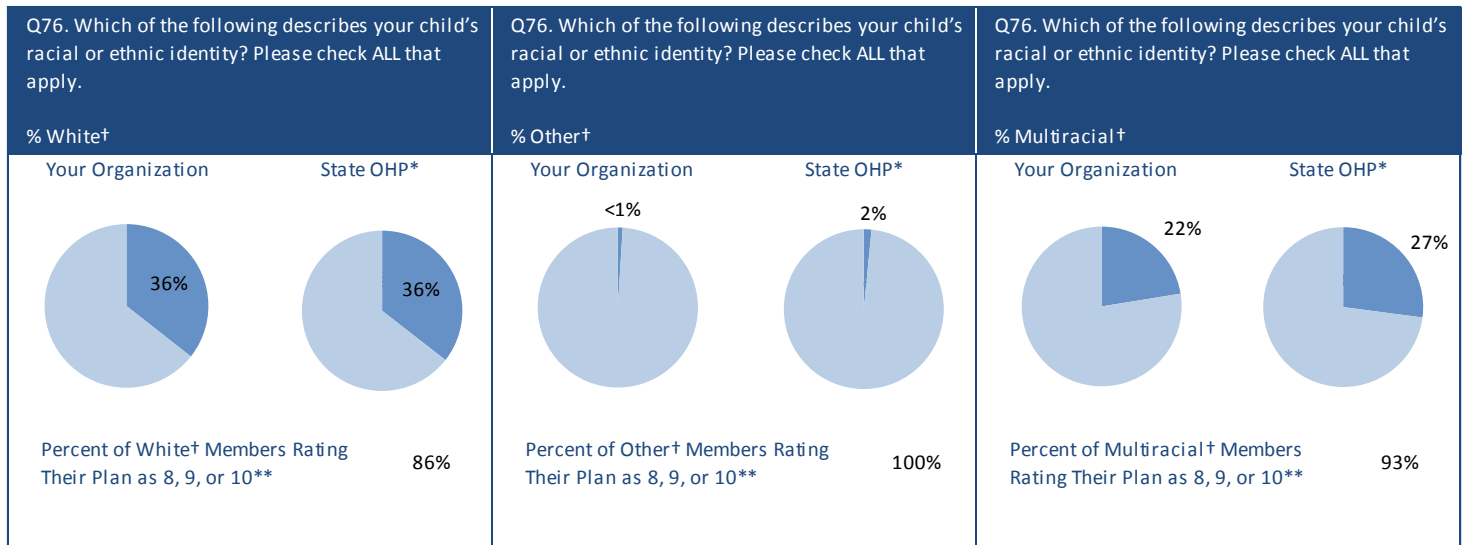 Q76. Which of the following describes your child's
racial or ethnic identity? Please check ALL that
apply.
% White†
Your Organization
State OHP*
36%
36%
Percent of White† Members Rating
Their Plan as 8, 9, or 10**
86%
Q76. Which of the following describes your child's
racial or ethnic identity? Please check ALL that
apply.
% Other†
Your Organization
State OHP*
<1%
2%
Percent of Other† Members Rating
Their Plan as 8, 9, or 10**
100%
Q76. Which of the following describes your child's
racial or ethnic identity? Please check ALL that
apply.
% Multiracial†
Your Organization
State OHP*
22%
27%
Percent of Multiracial† Members
Rating Their Plan as 8, 9, or 10**
93%